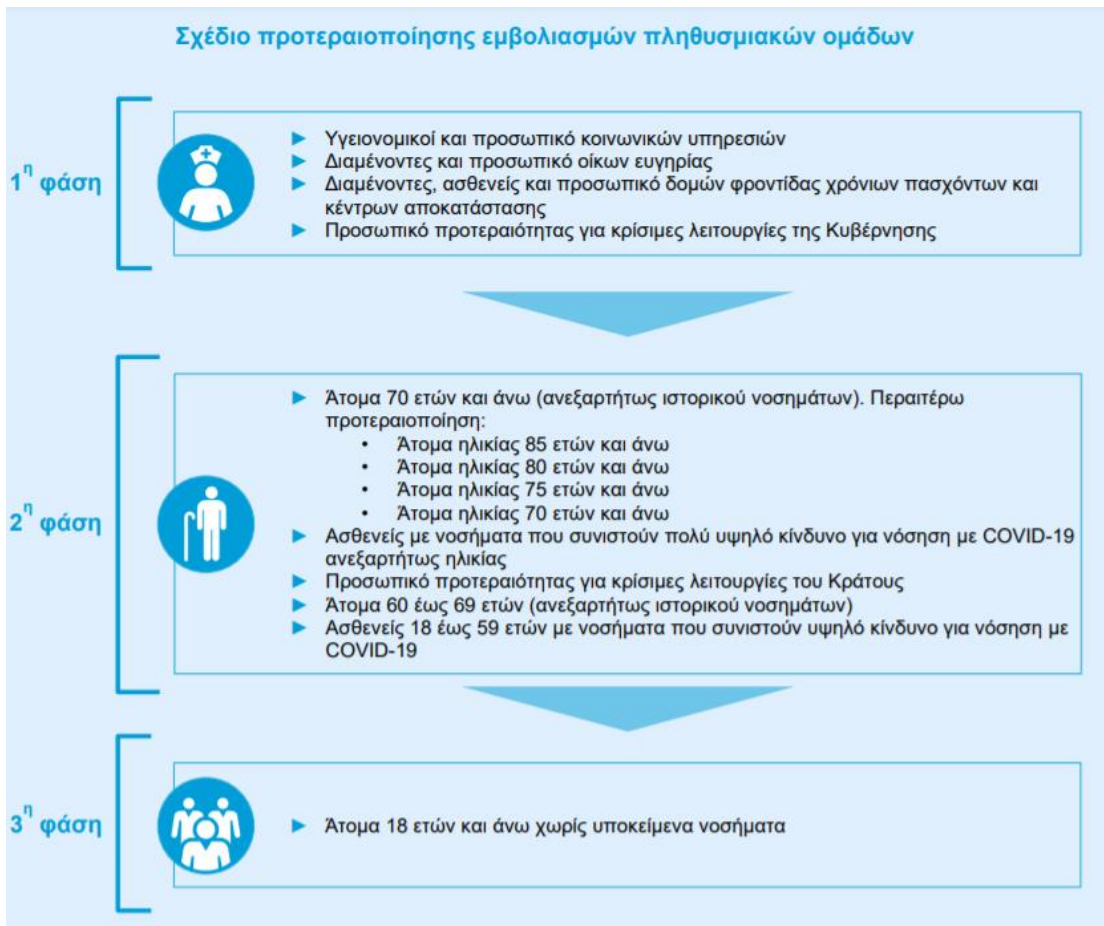 Σχέδιο προτεραιοποίησης εμβολιασμών πληθυσμιακών ομάδων
1η φάση
► Υγειονομικοί και προσωπικό κοινωνικών υπηρεσιών
► Διαμένοντες και προσωπικό οίκων ευγηρίας
► Διαμένοντες, ασθενείς και προσωπικό δομών φροντίδας χρόνιων πασχόντων και
κέντρων αποκατάστασης
► Προσωπικό προτεραιότητας για κρίσιμες λειτουργίες της Κυβέρνησης
2η φάση
► Άτομα 70 ετών και άνω (ανεξαρτήτως ιστορικού νοσημάτων). Περαιτέρω
προτεραιοποίηση:
• Άτομα ηλικίας 85 ετών και άνω
• Άτομα ηλικίας 80 ετών και άνω
• Άτομα ηλικίας 75 ετών και άνω
• Άτομα ηλικίας 70 ετών και άνω
► Ασθενείς με νοσήματα που συνιστούν πολύ υψηλό κίνδυνο για νόσηση με COVID-19
ανεξαρτήτως ηλικίας
► Προσωπικό προτεραιότητας για κρίσιμες λειτουργίες του Κράτους
► Άτομα 60 έως 69 ετών (ανεξαρτήτως ιστορικού νοσημάτων)
► Ασθενείς 18 έως 59 ετών με νοσήματα που συνιστούν υψηλό κίνδυνο για νόσηση με
COVID-19
3η φάση
► Άτομα 18 ετών και άνω χωρίς υποκείμενα νοσήματα